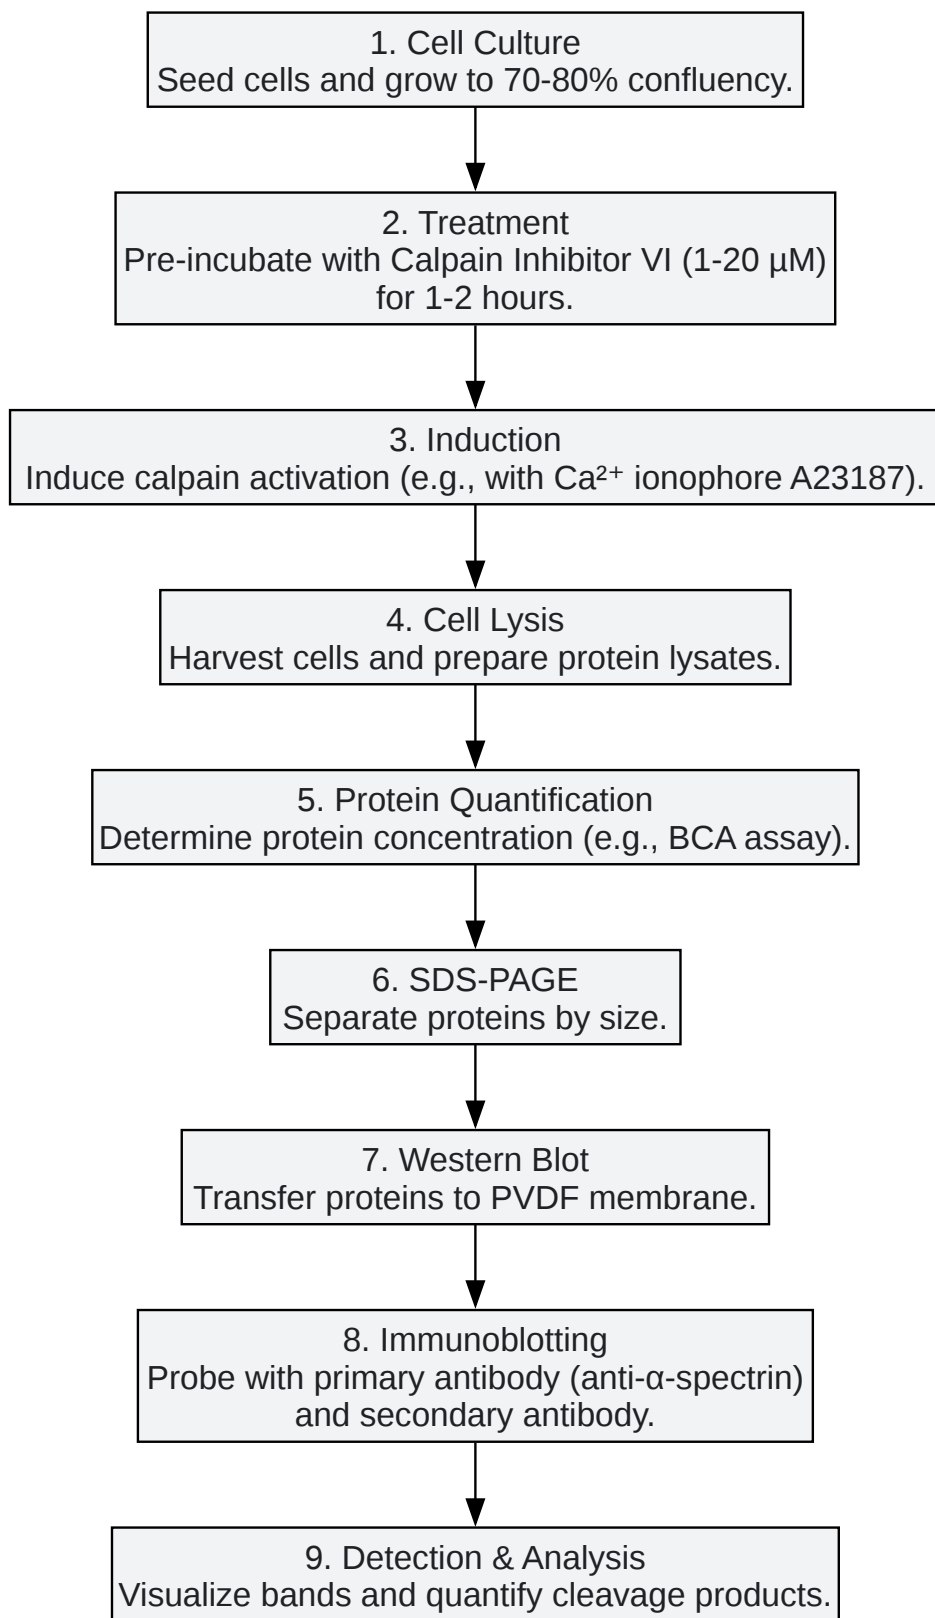 1. Cell Culture
Seed cells and grow to 70-80% confluency.
2. Treatment
Pre-incubate with Calpain Inhibitor VI (1-20 µM)
for 1-2 hours.
3. Induction
Induce calpain activation (e.g., with Ca²⁺ ionophore A23187).
4. Cell Lysis
Harvest cells and prepare protein lysates.
5. Protein Quantification
Determine protein concentration (e.g., BCA assay).
6. SDS-PAGE
Separate proteins by size.
7. Western Blot
Transfer proteins to PVDF membrane.
8. Immunoblotting
Probe with primary antibody (anti-α-spectrin)
and secondary antibody.
9. Detection & Analysis
Visualize bands and quantify cleavage products.